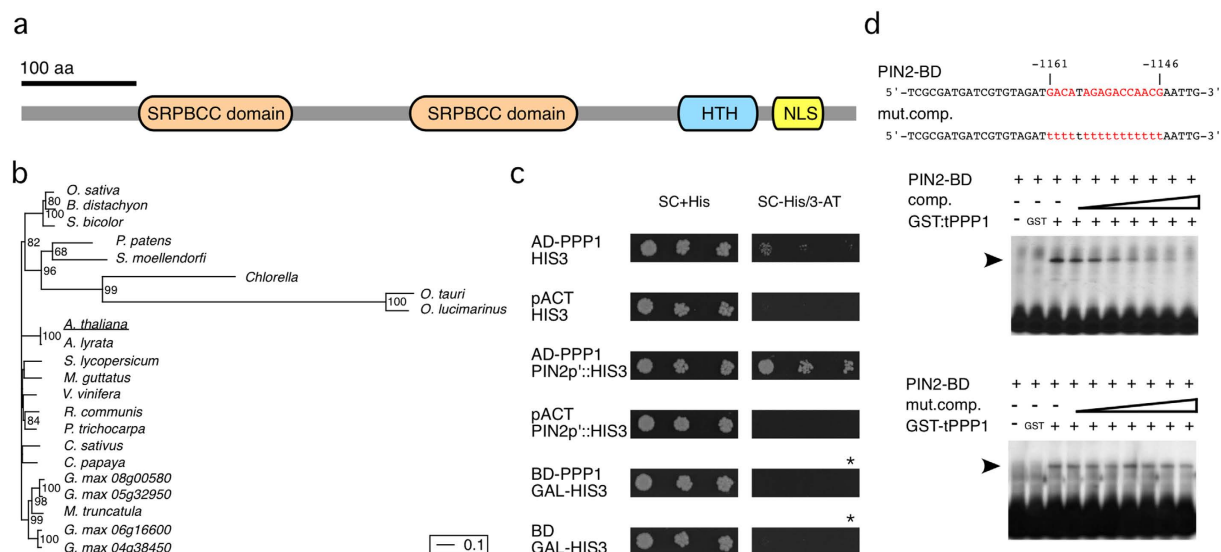 a
100 aa
SRPBCC domain SRPBCC domain HTH NLS
b
O. sativa
80
B. distachyon
100
S. bicolor
82
P. patens
68
S. moellendorfi
96
Chlorella
99
O. tauri
100
O. lucimarinus
A. thaliana
100
A. lyrata
S. lycopersicum
M. guttatus
V. vinifera
R. communis
84
P. trichocarpa
C. sativus
C. papaya
G. max 08g00580
100
G. max 05g32950
98
M. truncatula
99
G. max 06g16600
100
G. max 04g38450
0.1
c
SC+His SC-His/3-AT
AD-PPP1
HIS3
pACT
HIS3
AD-PPP1
PIN2p'::HIS3
pACT
PIN2p'::HIS3
*
BD-PPP1
GAL-HIS3
*
BD
GAL-HIS3
d
-1161 -1146
PIN2-BD
5'-TCGCGATGATCGTGTAGATGACATAGAGACCAACGAATTG-3'
mut.comp.
5'-TCGCGATGATCGTGTAGATttttttttttttttttAATTG-3'
PIN2-BD + + + + + + + + + +
comp. - - -
GST:tPPP1 - GST + + + + + + + +
PIN2-BD + + + + + + + + + +
mut.comp. - - -
GST-tPPP1 - GST + + + + + + + +